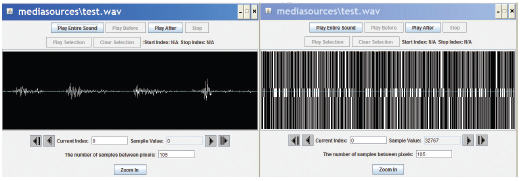 mediasources\test.wav
Play Entire Sound Play Before Play After Stop
Play Selection Clear Selection Start Index: N/A Stop Index: N/A
Current Index: 0 Sample Value: 0
The number of samples between pixels: 105
Zoom In
mediasources\test.wav
Play Entire Sound Play Before Play After Stop
Play Selection Clear Selection Start Index: N/A Stop Index: N/A
Current Index: 0 Sample Value: 32767
The number of samples between pixels: 105
Zoom In